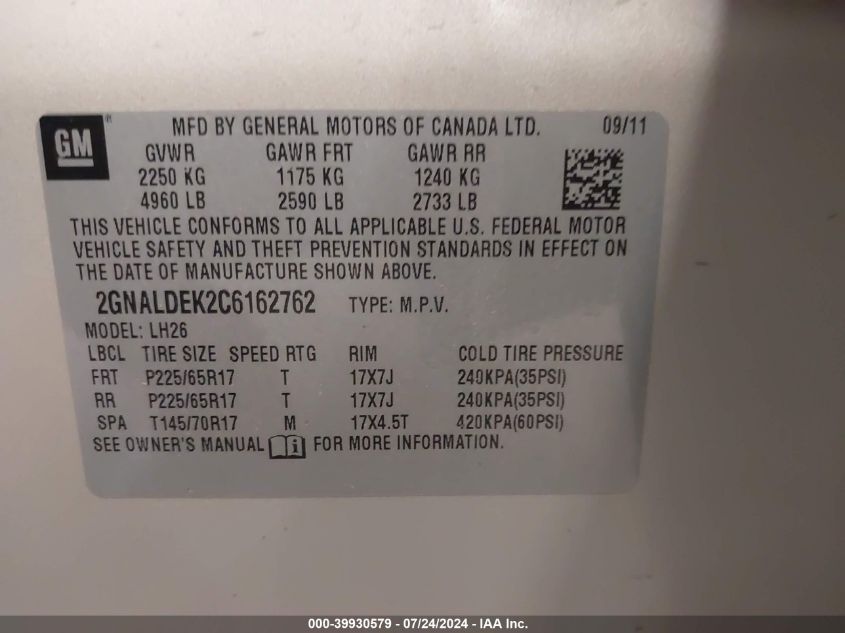 GM ® MFD BY GENERAL MOTORS OF CANADA LTD. 09/11
GVWR GAWR FRT GAWR RR
2250 KG 1175 KG 1240 KG
4960 LB 2590 LB 2733 LB
THIS VEHICLE CONFORMS TO ALL APPLICABLE U.S. FEDERAL MOTOR
VEHICLE SAFETY AND THEFT PREVENTION STANDARDS IN EFFECT ON
THE DATE OF MANUFACTURE SHOWN ABOVE.
2GNALDEK2C6162762 TYPE: M.P.V.
MODEL: LH26
LBCL TIRE SIZE SPEED RTG RIM COLD TIRE PRESSURE
FRT P225/65R17 T 17X7J 240KPA(35PSI)
RR P225/65R17 T 17X7J 240KPA(35PSI)
SPA T145/70R17 M 17X4.5T 420KPA(60PSI)
SEE OWNER'S MANUAL i FOR MORE INFORMATION.
000-39930579 - 07/24/2024 - IAA Inc.